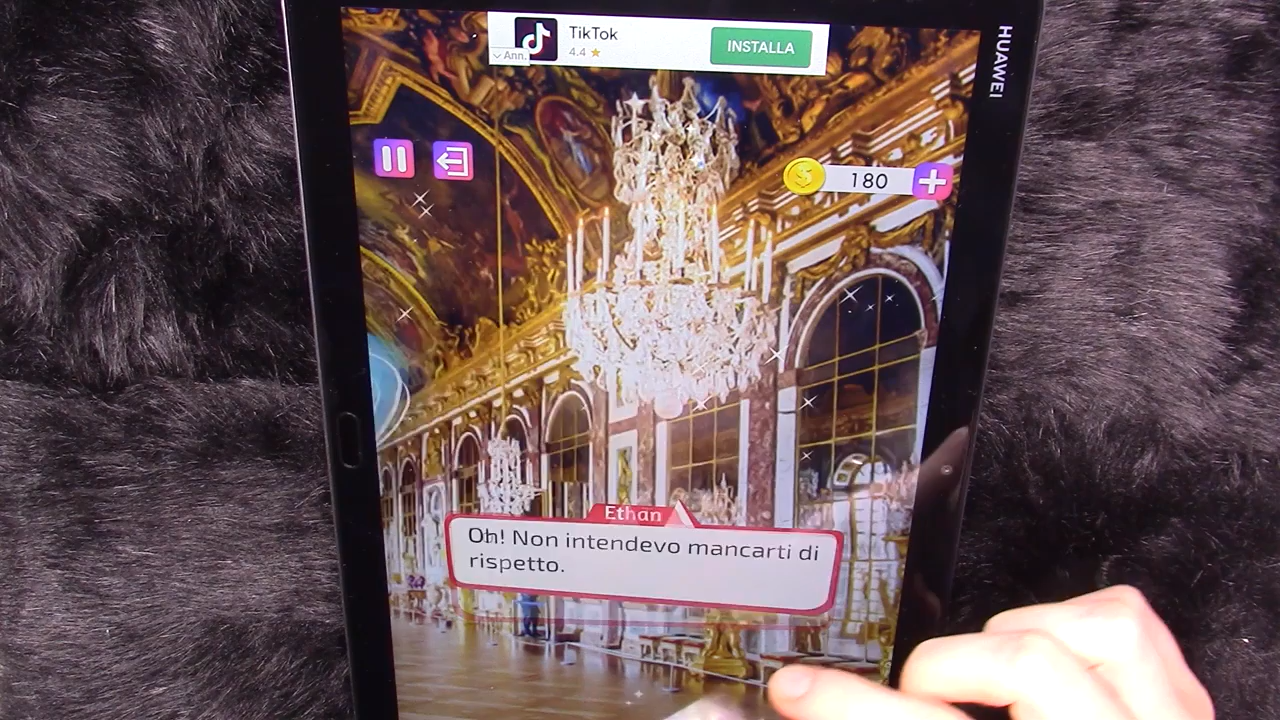 TikTok
4.4
Ann.
INSTALLA
HUAWEI
180
Ethan
Oh! Non intendevo mancarti di
rispetto.